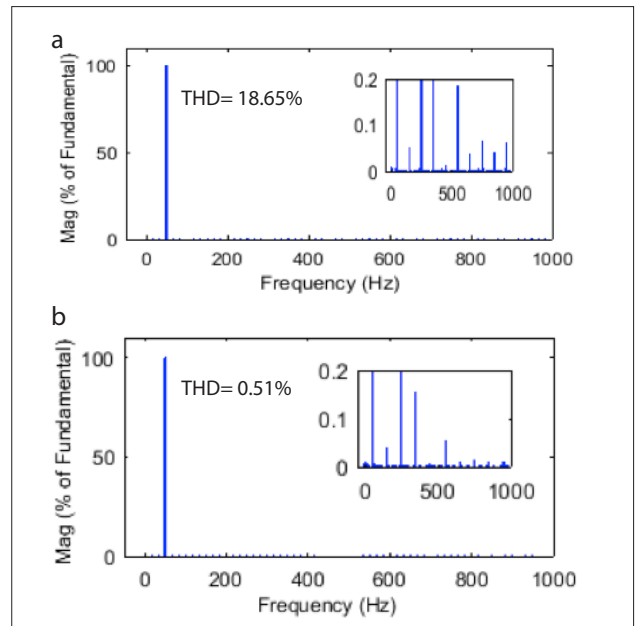 a
100
50
0
Mag (% of Fundamental)
THD= 18.65%
0.2
0.1
0
0 500 1000
0 200 400 600 800 1000
Frequency (Hz)
b
100
50
0
Mag (% of Fundamental)
THD= 0.51%
0.2
0.1
0
0 500 1000
0 200 400 600 800 1000
Frequency (Hz)